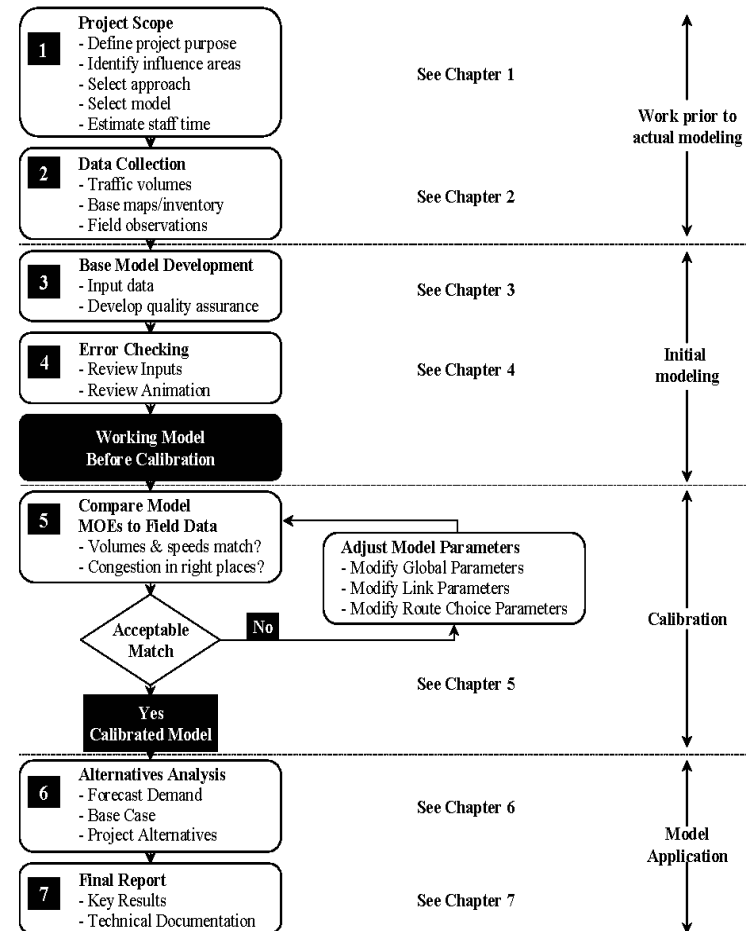 1
Project Scope
- Define project purpose
- Identify influence areas
- Select approach
- Select model
- Estimate staff time
See Chapter 1
Work prior to
actual modeling
2
Data Collection
- Traffic volumes
- Base maps/inventory
- Field observations
See Chapter 2
3
Base Model Development
- Input data
- Develop quality assurance
See Chapter 3
4
Error Checking
- Review Inputs
- Review Animation
See Chapter 4
Initial
modeling
Working Model
Before Calibration
5
Compare Model
MOEs to Field Data
- Volumes & speeds match?
- Congestion in right places?
Adjust Model Parameters
- Modify Global Parameters
- Modify Link Parameters
- Modify Route Choice Parameters
Acceptable
Match
No
See Chapter 5
Calibration
Yes
Calibrated Model
6
Alternatives Analysis
- Forecast Demand
- Base Case
- Project Alternatives
See Chapter 6
Model
Application
7
Final Report
- Key Results
- Technical Documentation
See Chapter 7